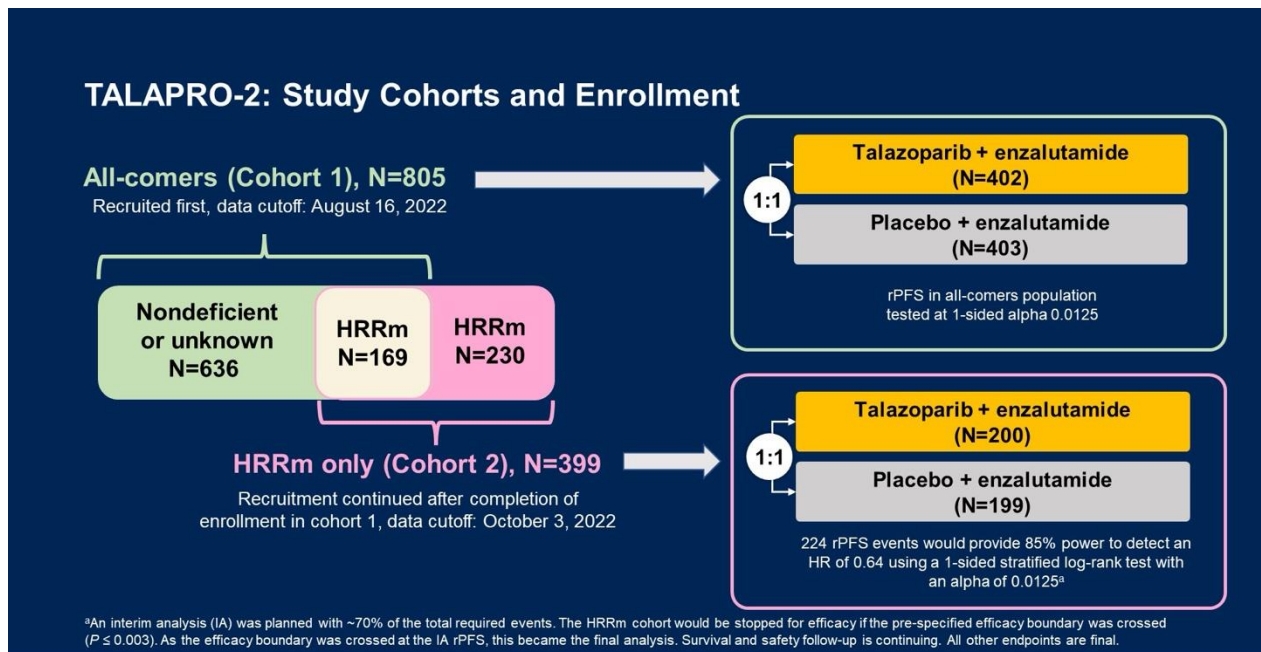 TALAPRO-2: Study Cohorts and Enrollment
All-comers (Cohort 1), N=805
Recruited first, data cutoff: August 16, 2022
Nondeficient
or unknown
N=636
HRRm
N=169
HRRm
N=230
HRRm only (Cohort 2), N=399
Recruitment continued after completion of
enrollment in cohort 1, data cutoff: October 3, 2022
1:1
Talazoparib + enzalutamide
(N=402)
Placebo + enzalutamide
(N=403)
rPFS in all-comers population
tested at 1-sided alpha 0.0125
1:1
Talazoparib + enzalutamide
(N=200)
Placebo + enzalutamide
(N=199)
224 rPFS events would provide 85% power to detect an
HR of 0.64 using a 1-sided stratified log-rank test with
an alpha of 0.0125ᵃ
ᵃAn interim analysis (IA) was planned with ~70% of the total required events. The HRRm cohort would be stopped for efficacy if the pre-specified efficacy boundary was crossed
(P ≤ 0.003). As the efficacy boundary was crossed at the IA rPFS, this became the final analysis. Survival and safety follow-up is continuing. All other endpoints are final.